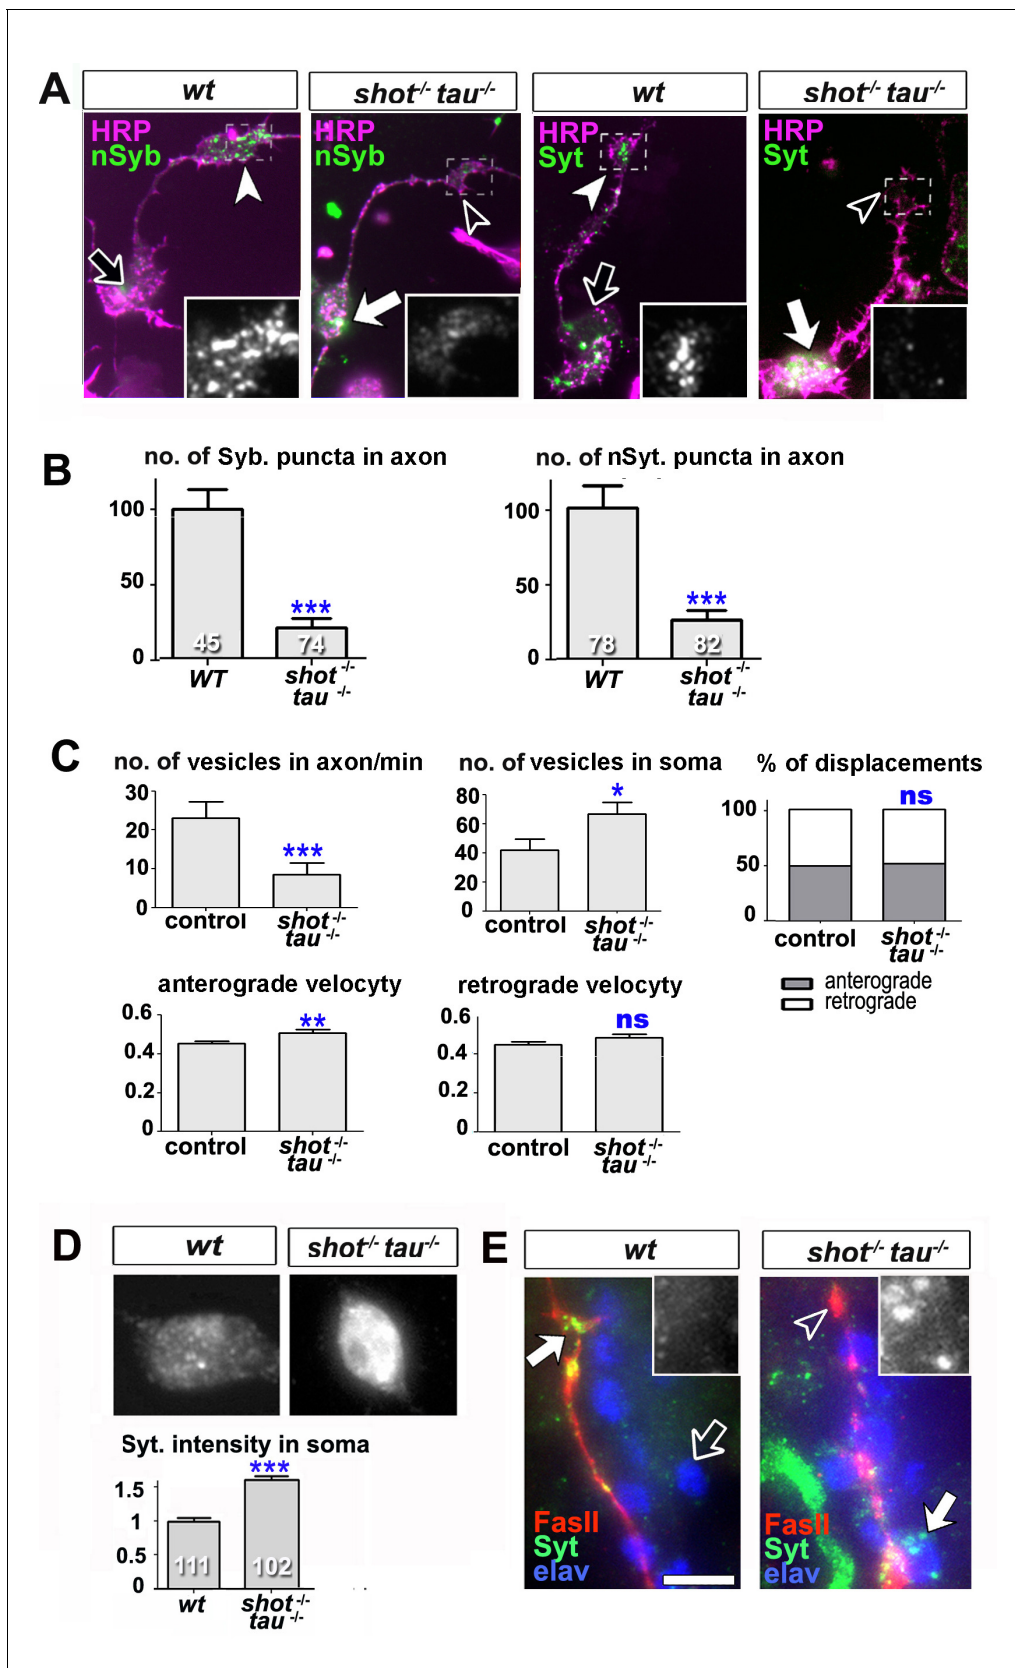 A
wt
shot-/- tau-/-
wt
shot-/- tau-/-
HRP
nSyb
HRP
nSyb
HRP
Syt
HRP
Syt
B
no. of Syb. puncta in axon
100
50
0
***
45
74
WT
shot -/-
tau -/-
no. of nSyt. puncta in axon
100
50
0
***
78
82
WT
shot -/-
tau -/-
C
no. of vesicles in axon/min
30
20
10
0
***
control
shot -/-
tau -/-
no. of vesicles in soma
80
60
40
20
0
*
control
shot -/-
tau -/-
% of displacements
100
50
0
ns
control
shot -/-
tau -/-
anterograde
retrograde
anterograde velocyty
0.6
0.4
0.2
0
**
control
shot -/-
tau -/-
retrograde velocyty
0.6
0.4
0.2
0
ns
control
shot -/-
tau -/-
D
wt
shot-/- tau-/-
Syt. intensity in soma
1.5
1
0.5
0
***
111
102
wt
shot -/-
tau -/-
E
wt
shot-/- tau-/-
FasII
Syt
elav
FasII
Syt
elav